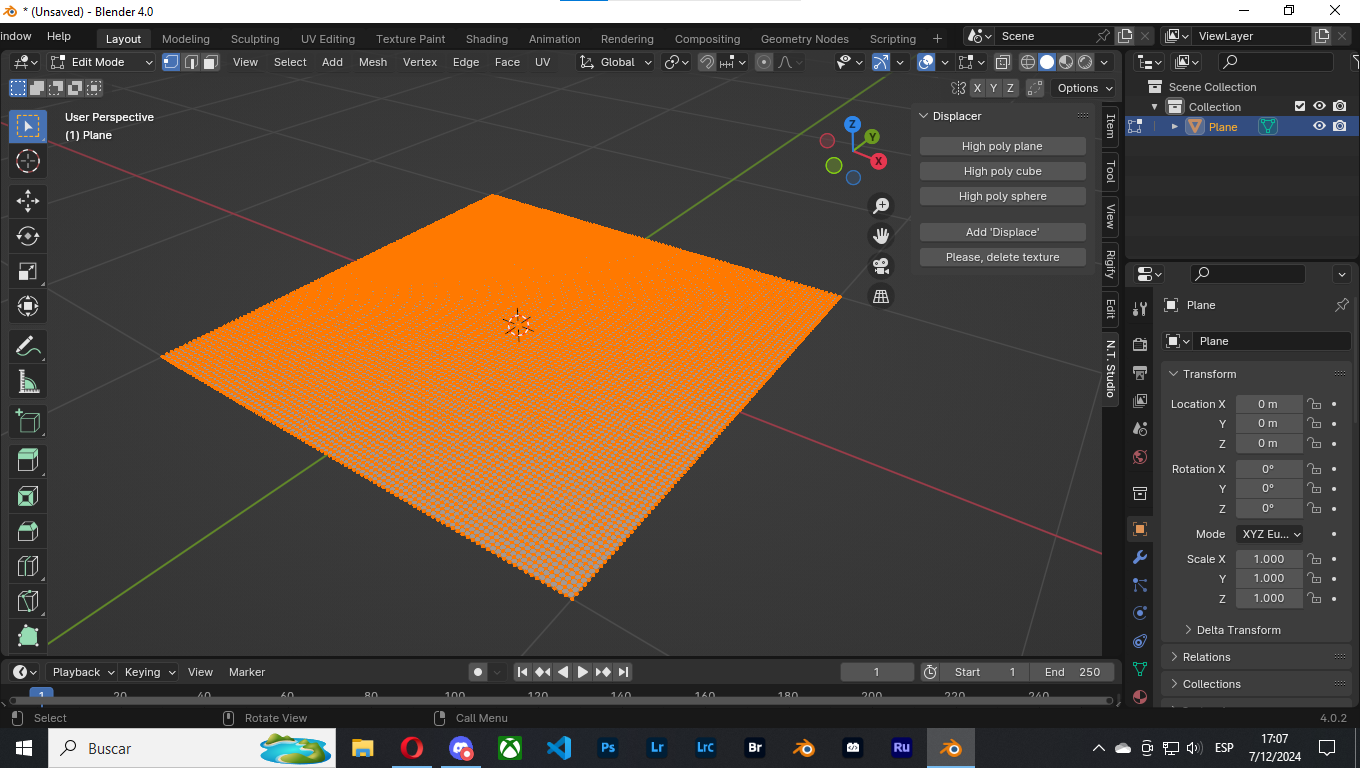 * (Unsaved) - Blender 4.0
indow Help Layout Modeling Sculpting UV Editing Texture Paint Shading Animation Rendering Compositing Geometry Nodes Scripting + Scene ViewLayer
Edit Mode View Select Add Mesh Vertex Edge Face UV Global
X Y Z Options
User Perspective
(1) Plane
Z
Y
X
Displacer
High poly plane
High poly cube
High poly sphere
Add 'Displace'
Please, delete texture
Item
Tool
View
Rigify
Edit
N.T. Studio
Scene Collection
Collection
Plane
Plane
Plane
Transform
Location X 0 m
Y 0 m
Z 0 m
Rotation X 0°
Y 0°
Z 0°
Mode XYZ Eu...
Scale X 1.000
Y 1.000
Z 1.000
Delta Transform
Relations
Collections
Playback Keying View Marker 1 Start 1 End 250
1 20 40 60 80 100 120 140 160 180 200 220 240
Select Rotate View Call Menu 4.0.2
Buscar Ps Lr LrC Br Ru ESP 17:07
7/12/2024